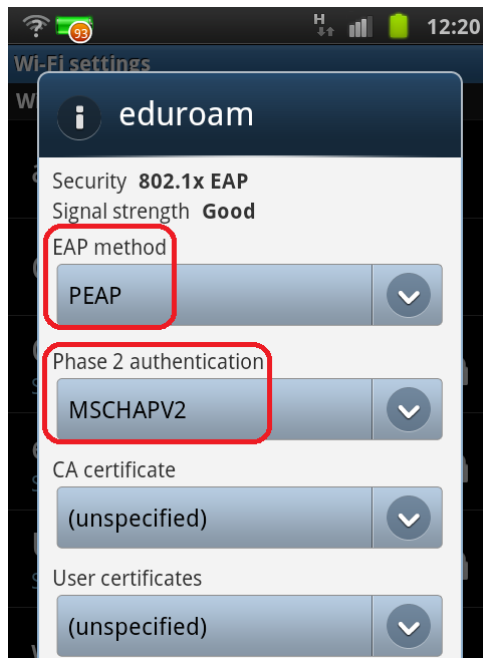 93 H 12:20
Wi-Fi settings
W
eduroam
Security 802.1x EAP
Signal strength Good
EAP method
PEAP
Phase 2 authentication
MSCHAPV2
CA certificate
(unspecified)
User certificates
(unspecified)